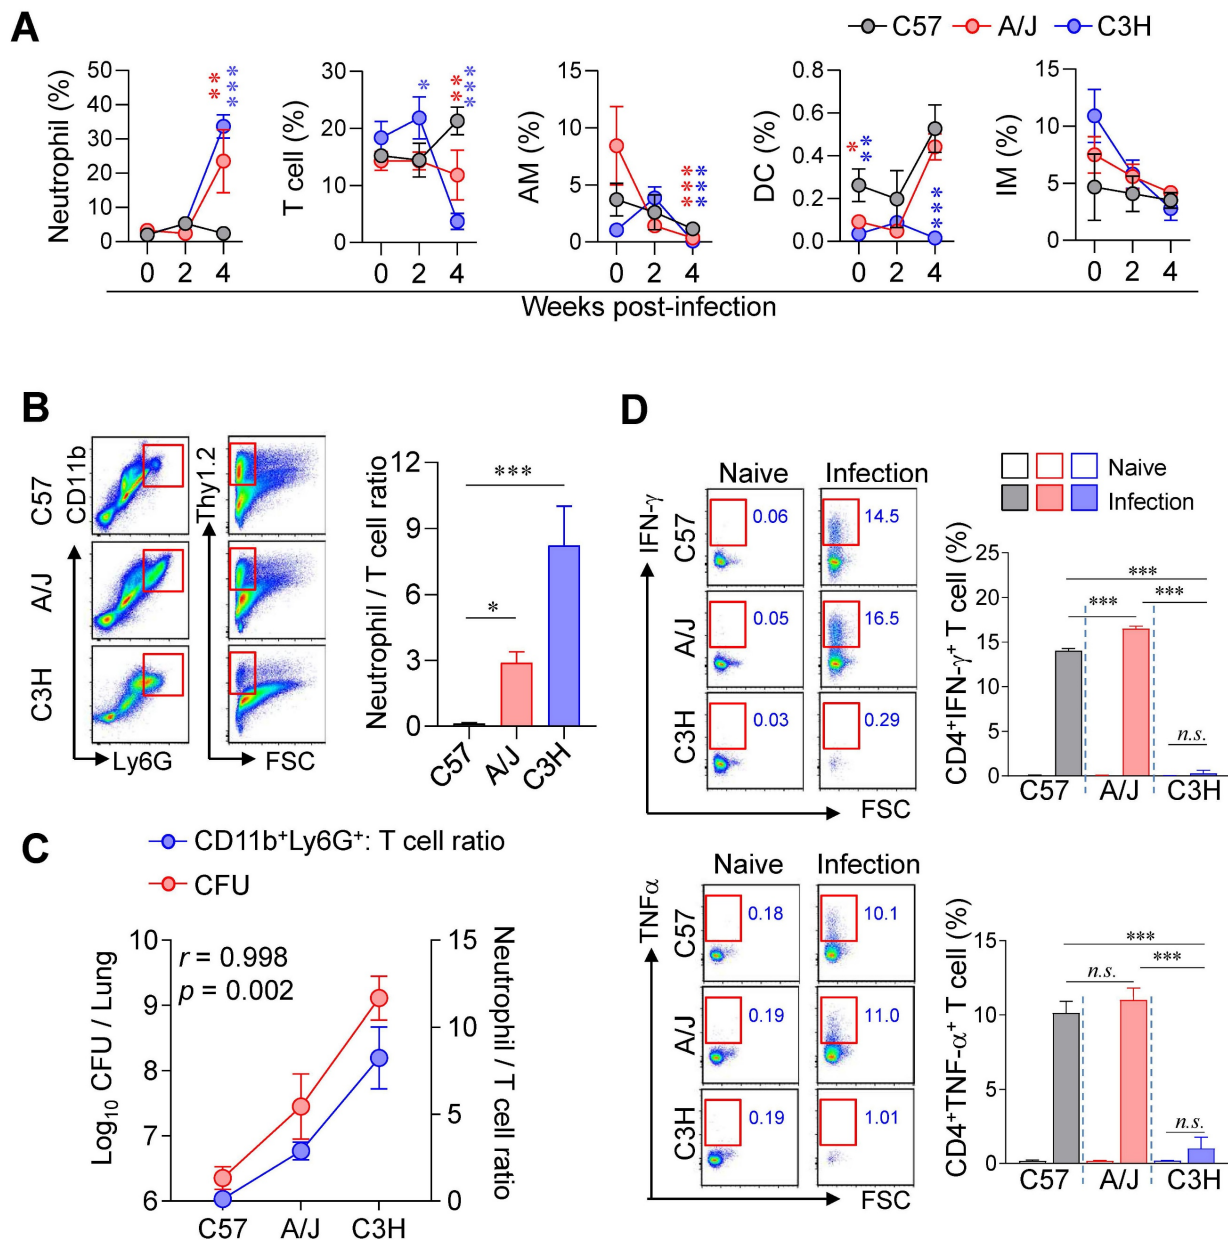 A
C57 A/J C3H
Neutrophil (%)
50
40
30
20
10
0
0 2 4
**
***
T cell (%)
30
20
10
0
0 2 4
*
**
***
AM (%)
15
10
5
0
0 2 4
***
***
DC (%)
0.8
0.6
0.4
0.2
0.0
0 2 4
*
**
***
IM (%)
15
10
5
0
0 2 4
Weeks post-infection
B
CD11b
Thy1.2
C57
A/J
C3H
Ly6G
FSC
Neutrophil / T cell ratio
12
9
6
3
0
***
*
C57
A/J
C3H
C
CD11b⁺Ly6G⁺: T cell ratio
CFU
r = 0.998
p = 0.002
Log₁₀ CFU / Lung
10
9
8
7
6
15
10
5
0
Neutrophil / T cell ratio
C57 A/J C3H
D
Naive Infection
IFN-γ
C57
0.06 14.5
A/J
0.05 16.5
C3H
0.03 0.29
FSC
Naive
Infection
CD4⁺IFN-γ⁺ T cell (%)
25
20
15
10
5
0
***
*** ***
n.s.
C57 A/J C3H
Naive Infection
TNFα
C57
0.18 10.1
A/J
0.19 11.0
C3H
0.19 1.01
FSC
CD4⁺TNF-α⁺ T cell (%)
15
10
5
0
***
n.s. ***
n.s.
C57 A/J C3H